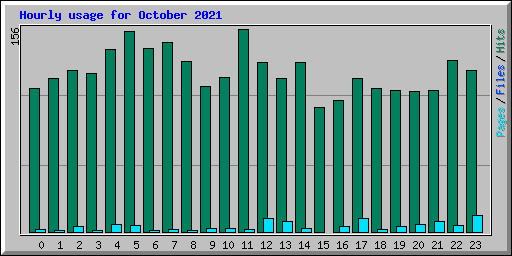 Hourly usage for October 2021
156
Pages/Files/Hits
0 1 2 3 4 5 6 7 8 9 10 11 12 13 14 15 16 17 18 19 20 21 22 23